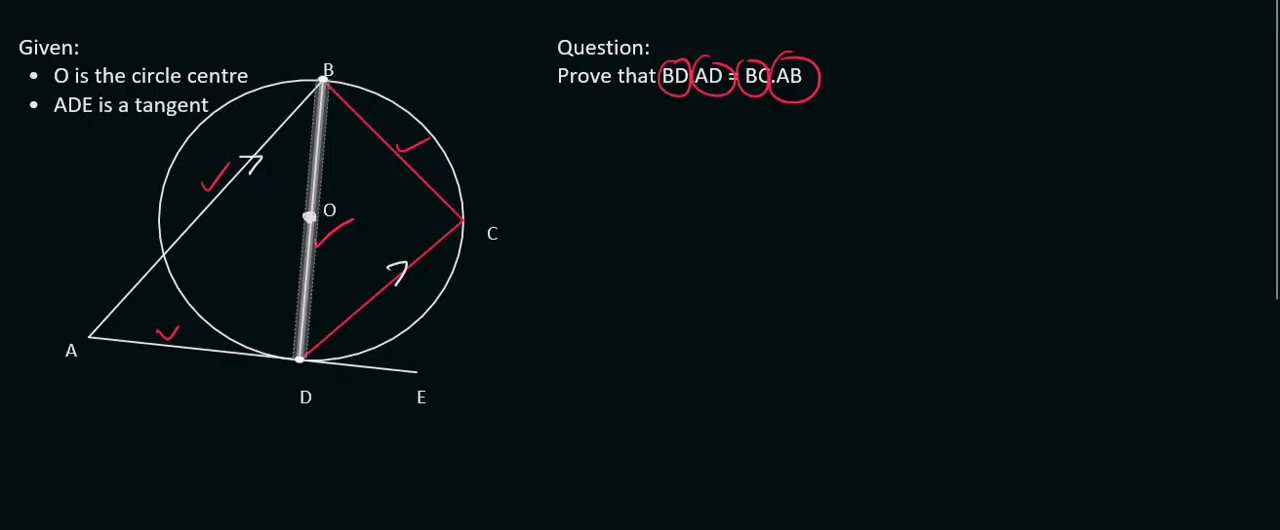 Given:
• O is the circle centre
• ADE is a tangent
Question:
Prove that BD.AD = BC.AB
B
O
C
A
D
E